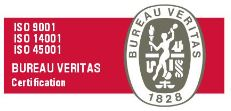 ISO 9001
ISO 14001
ISO 45001
BUREAU VERITAS
Certification
BUREAU VERITAS
1828